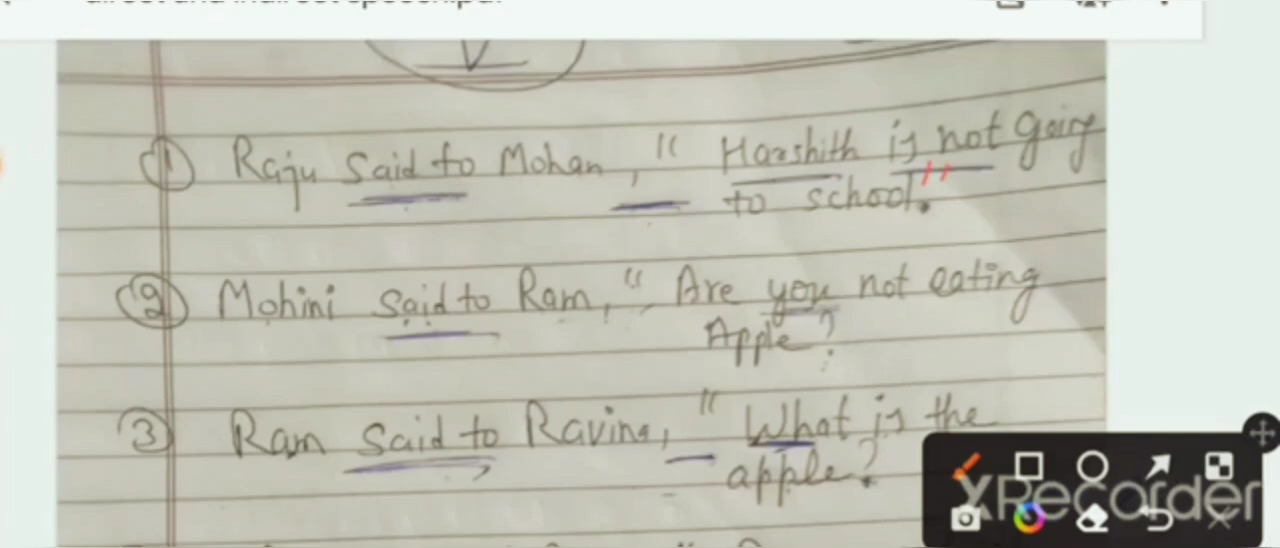 ① Raju said to Mohan, " Harshith is not going
to school."
② Mohini said to Ram, " Are you not eating
Apple?
③ Ram said to Ravina, " What is the
apple?
XRecorder